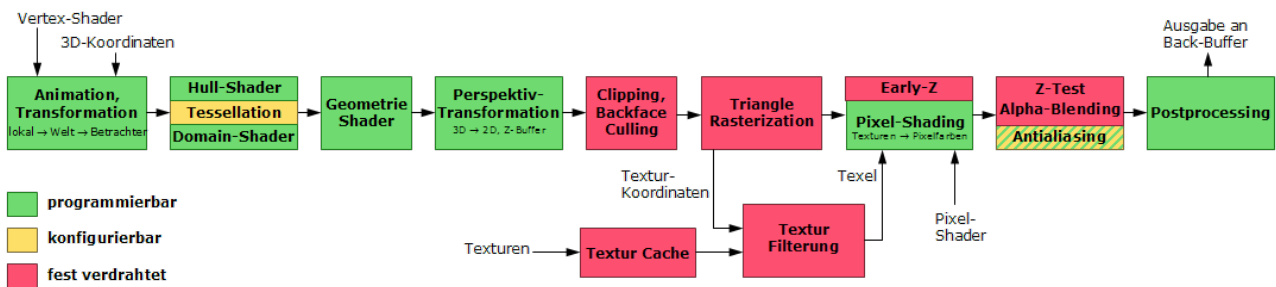 Vertex-Shader
3D-Koordinaten
Ausgabe an
Back-Buffer
Animation,
Transformation
lokal → Welt → Betrachter
Hull-Shader
Tessellation
Domain-Shader
Geometrie
Shader
Perspektiv-
Transformation
3D → 2D, Z-Buffer
Clipping,
Backface
Culling
Triangle
Rasterization
Early-Z
Pixel-Shading
Texturen → Pixelfarben
Z-Test
Alpha-Blending
Antialiasing
Postprocessing
Textur-
Koordinaten
Texel
Pixel-
Shader
Texturen
Textur Cache
Textur
Filterung
programmierbar
konfigurierbar
fest verdrahtet